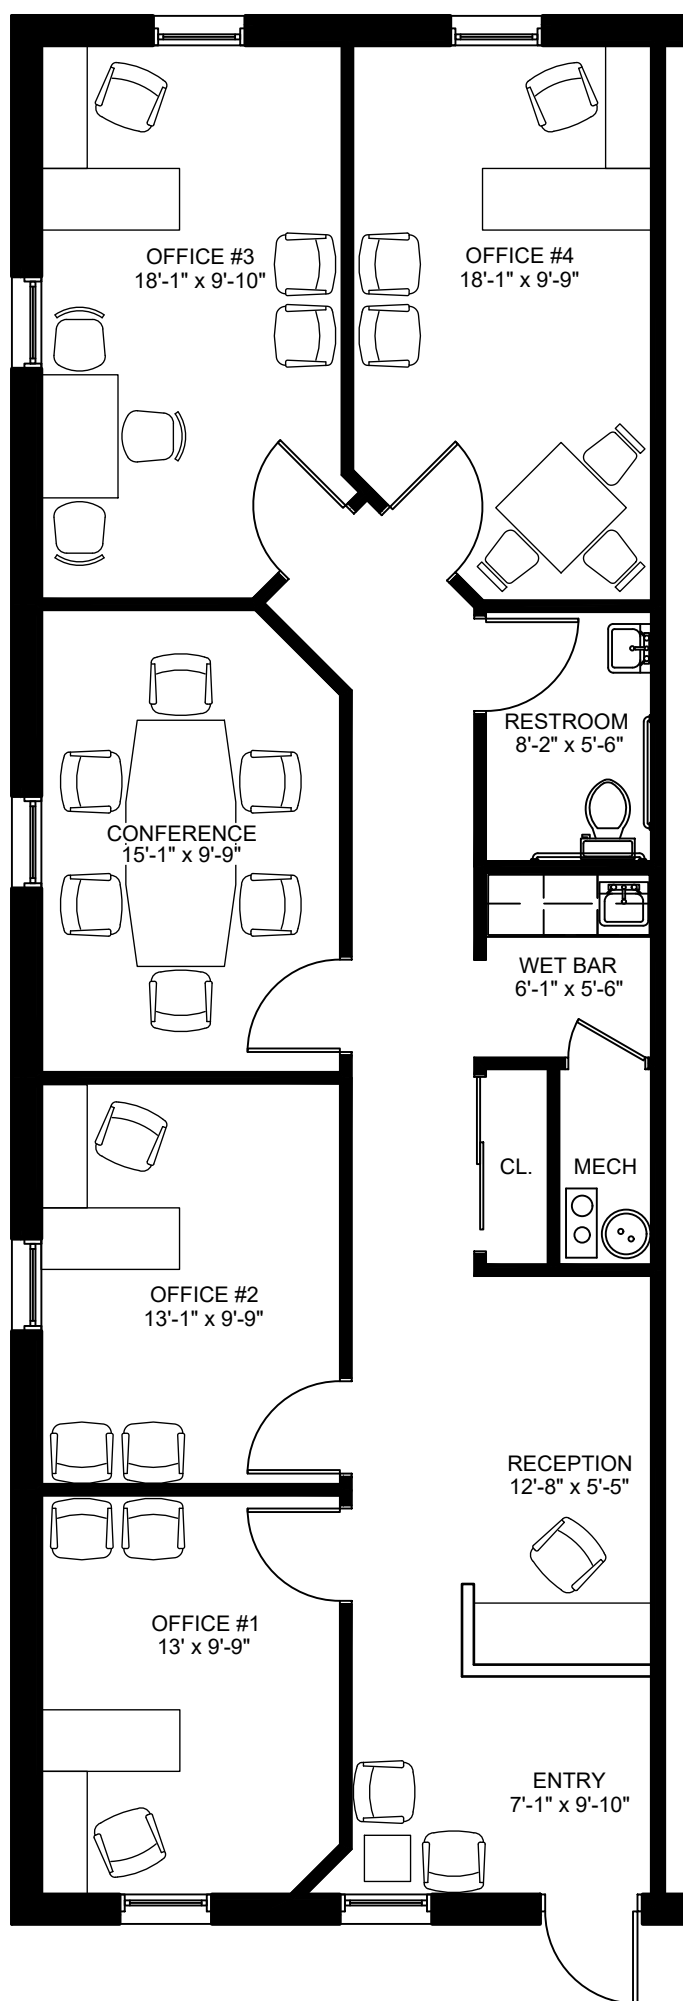 OFFICE #3
18'-1" x 9'-10"
OFFICE #4
18'-1" x 9'-9"
RESTROOM
8'-2" x 5'-6"
CONFERENCE
15'-1" x 9'-9"
WET BAR
6'-1" x 5'-6"
CL.
MECH
OFFICE #2
13'-1" x 9'-9"
RECEPTION
12'-8" x 5'-5"
OFFICE #1
13' x 9'-9"
ENTRY
7'-1" x 9'-10"